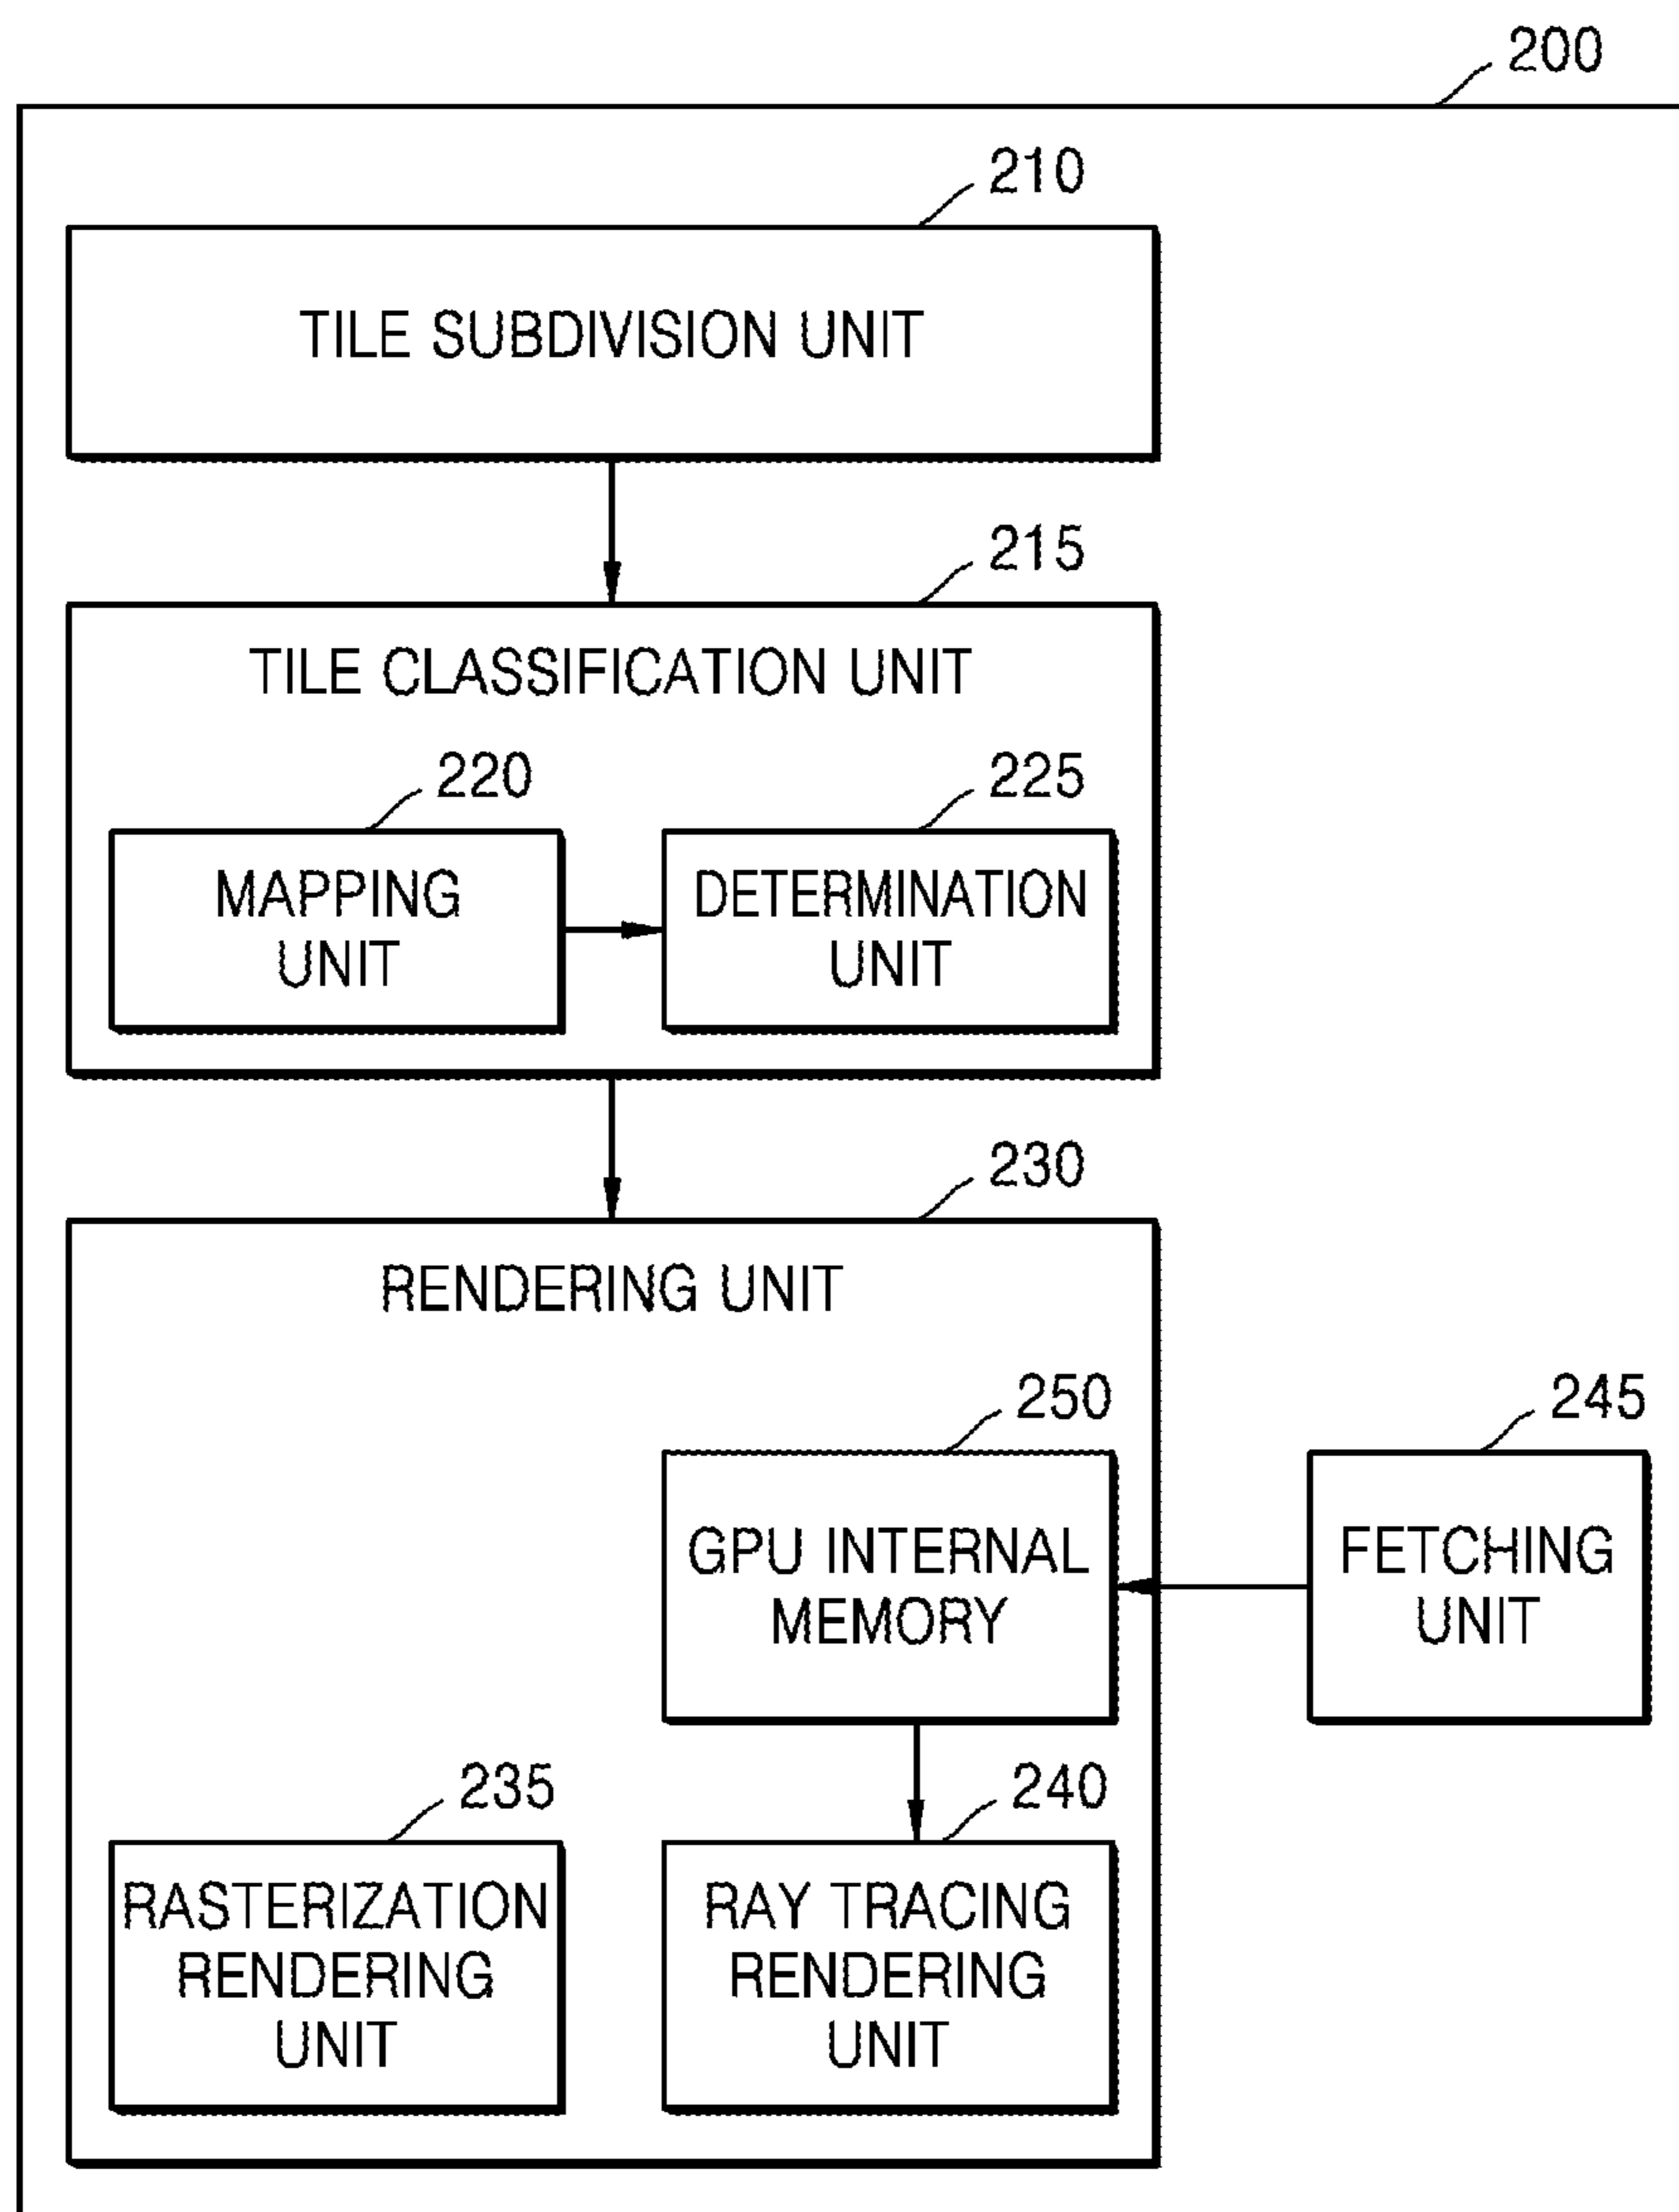 200
210
TILE SUBDIVISION UNIT
215
TILE CLASSIFICATION UNIT
220
225
MAPPING
UNIT
DETERMINATION
UNIT
230
RENDERING UNIT
250
245
GPU INTERNAL
MEMORY
FETCHING
UNIT
235
240
RASTERIZATION
RENDERING
UNIT
RAY TRACING
RENDERING
UNIT